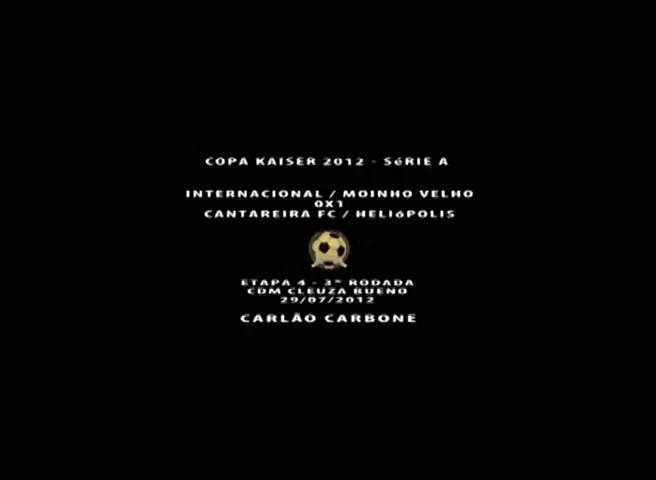 COPA KAISER 2012 - SéRIE A
INTERNACIONAL / MOINHO VELHO
0X1
CANTAREIRA FC / HELIóPOLIS
ETAPA 4 - 3ª RODADA
CDM CLEUZA BUENO
29/07/2012
CARLÃO CARBONE